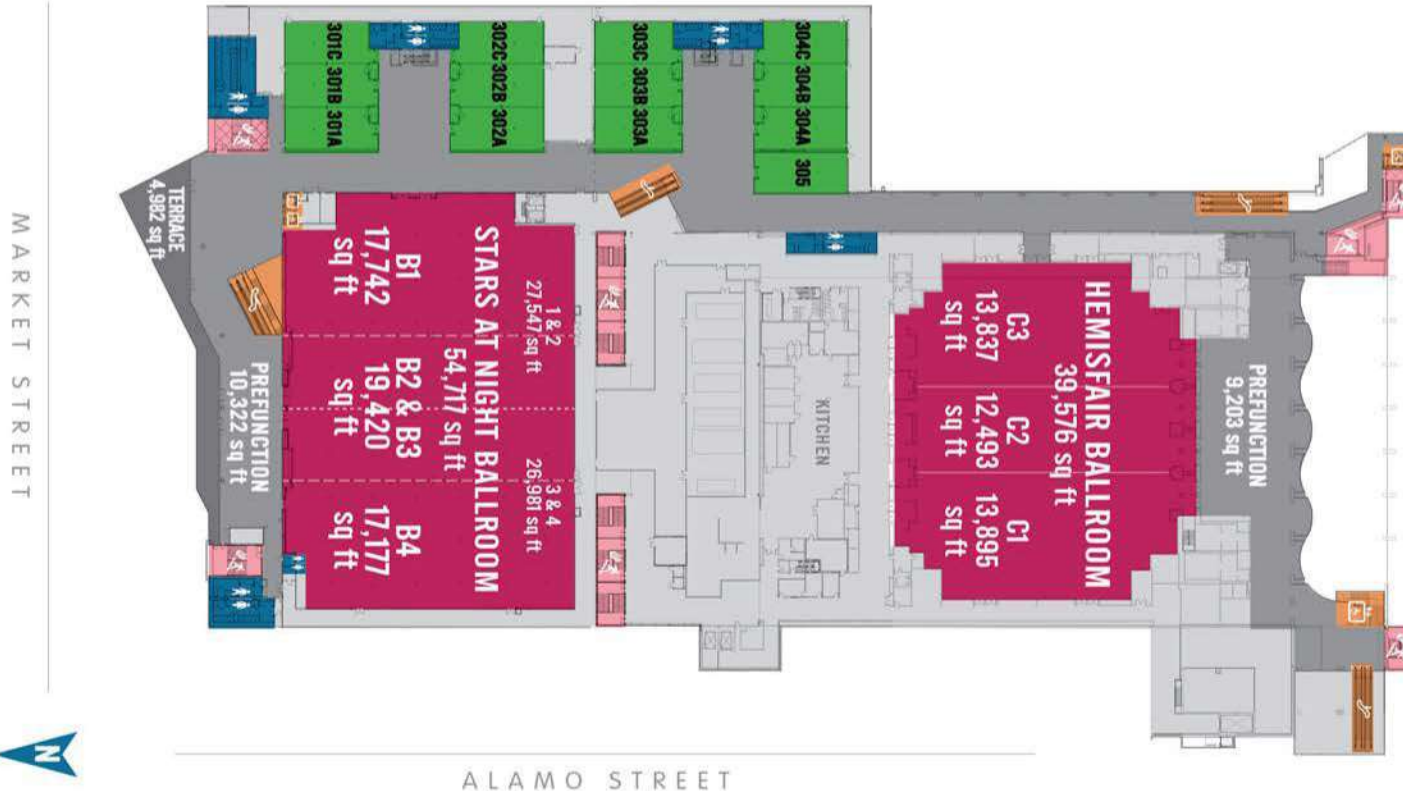 301C 301B 301A
302C 302B 302A
303C 303B 303A
304C 304B 304A
305
TERRACE
4,982 sq ft
STARS AT NIGHT BALLROOM
54,717 sq ft
1 & 2
27,547 sq ft
3 & 4
26,981 sq ft
B1
17,742
sq ft
B2 & B3
19,420
sq ft
B4
17,177
sq ft
PREFUNCTION
10,322 sq ft
KITCHEN
HEMISFAIR BALLROOM
39,576 sq ft
C3
13,837
sq ft
C2
12,493
sq ft
C1
13,895
sq ft
PREFUNCTION
9,203 sq ft
MARKET STREET
N
ALAMO STREET